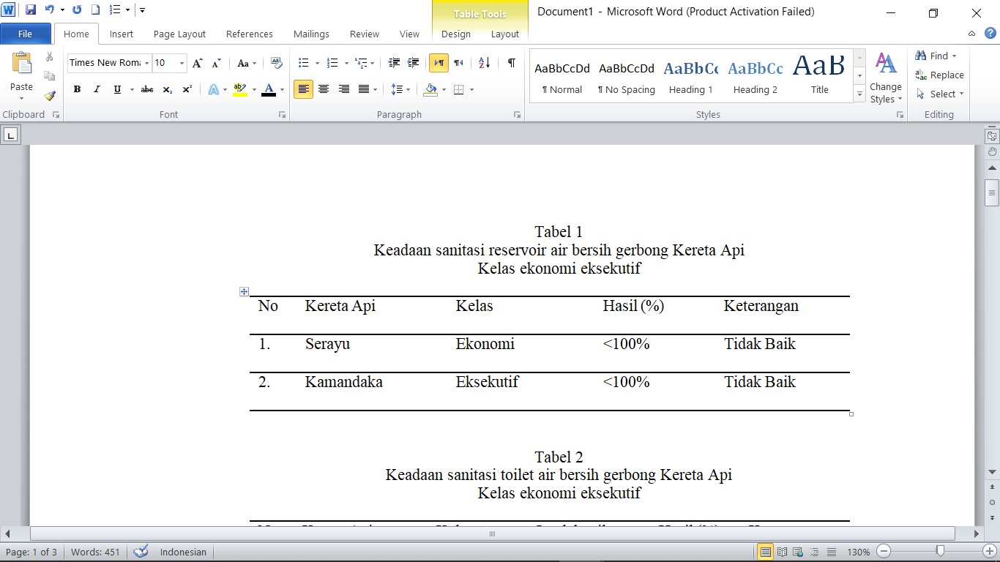 Table Tools
Document1 - Microsoft Word (Product Activation Failed)
File Home Insert Page Layout References Mailings Review View Design Layout
Paste
Times New Roma 10
AaBbCcDd AaBbCcDd AaBbCc AaBbCc AaB
¶ Normal ¶ No Spacing Heading 1 Heading 2 Title
Change Styles
Find
Replace
Select
Clipboard Font Paragraph Styles Editing
Tabel 1
Keadaan sanitasi reservoir air bersih gerbong Kereta Api
Kelas ekonomi eksekutif
No Kereta Api Kelas Hasil (%) Keterangan
1. Serayu Ekonomi <100% Tidak Baik
2. Kamandaka Eksekutif <100% Tidak Baik
Tabel 2
Keadaan sanitasi toilet air bersih gerbong Kereta Api
Kelas ekonomi eksekutif
Page: 1 of 3 Words: 451 Indonesian 130%